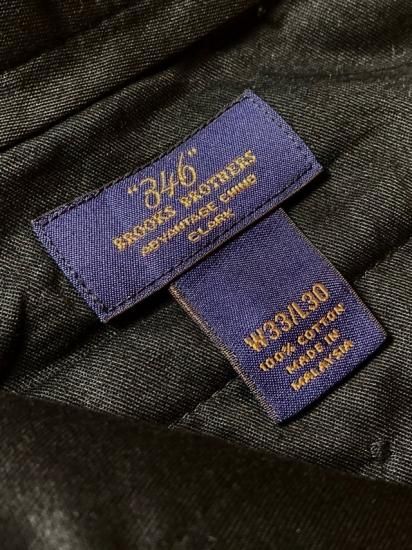 "346"
BROOKS BROTHERS
ADVANTAGE CHINO
CLARK
W33/L30
100% COTTON
MADE IN
MALAYSIA